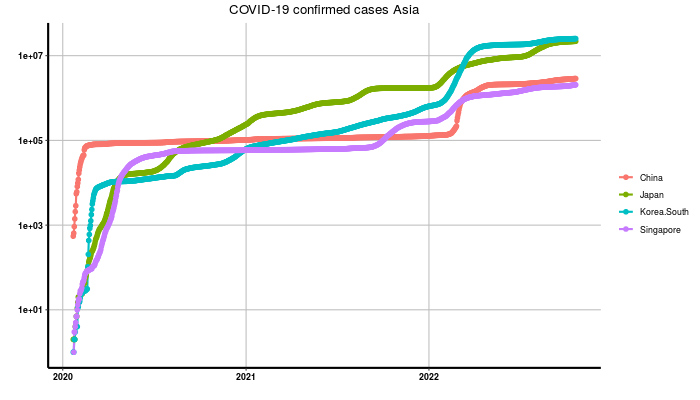 COVID-19 confirmed cases Asia
1e+07
1e+05
1e+03
1e+01
2020 2021 2022
China
Japan
Korea.South
Singapore